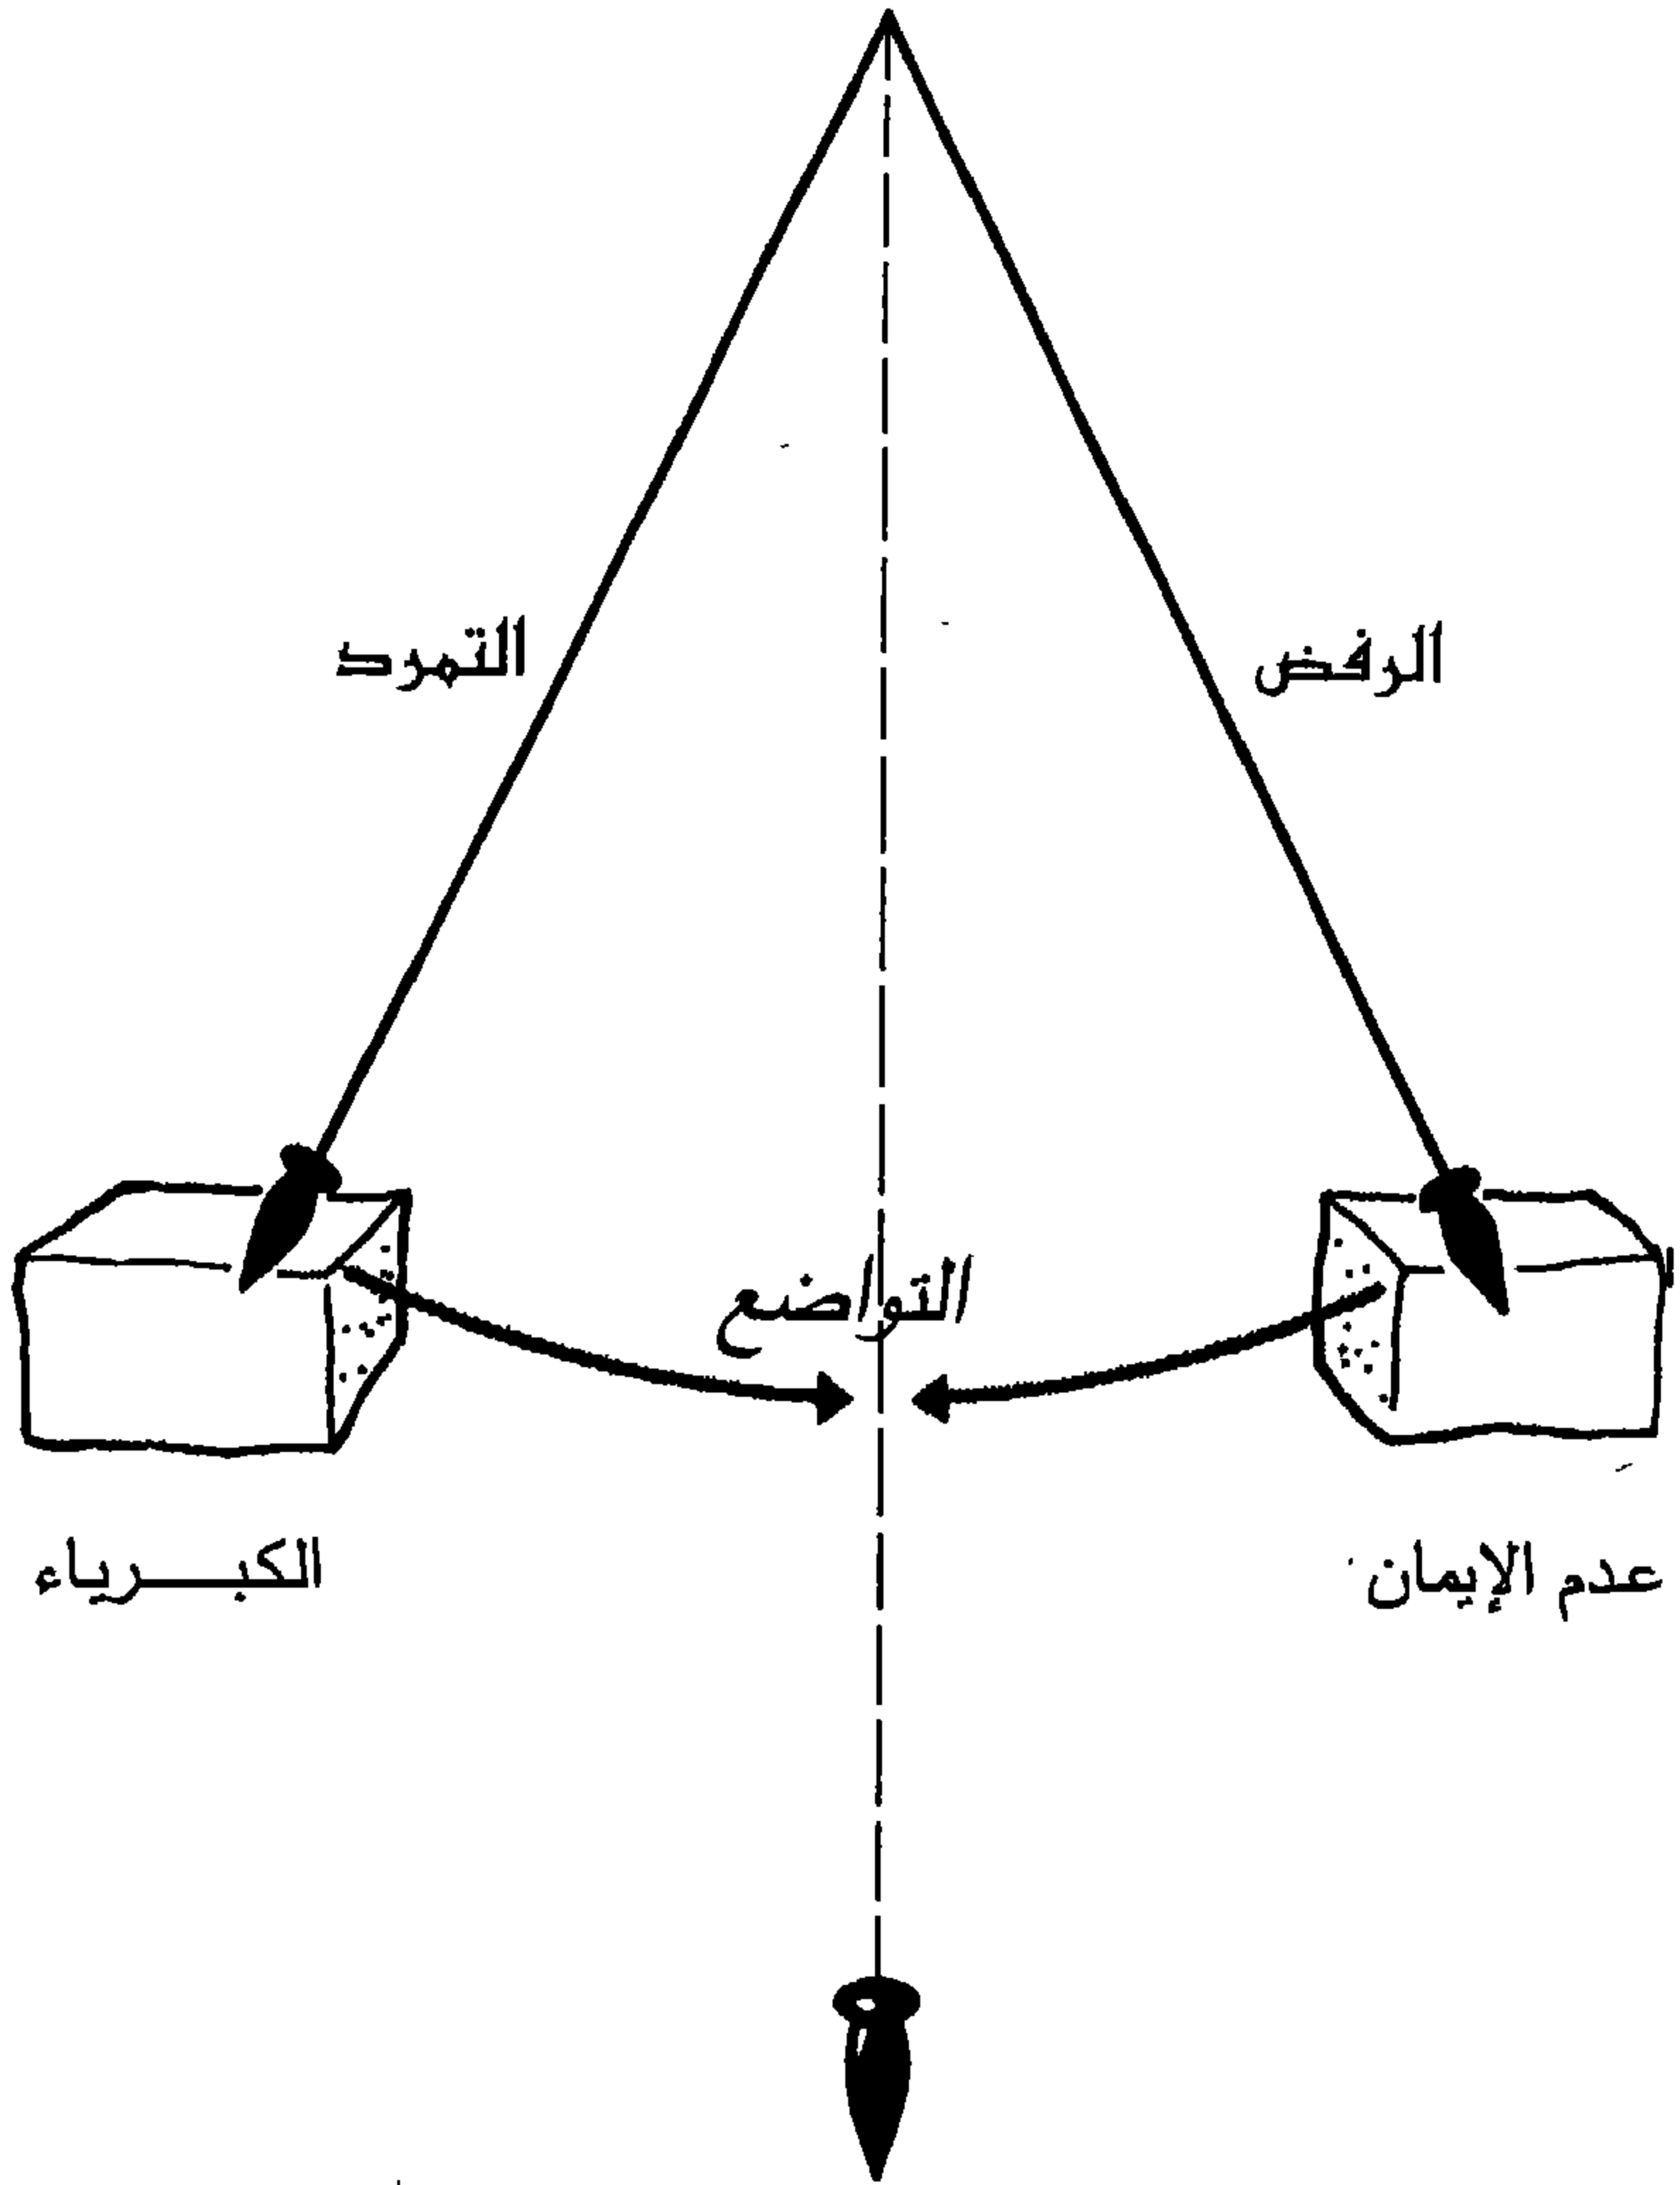 الرفض
التمرد
التواضع
عدم الإيمان
الكبرياء